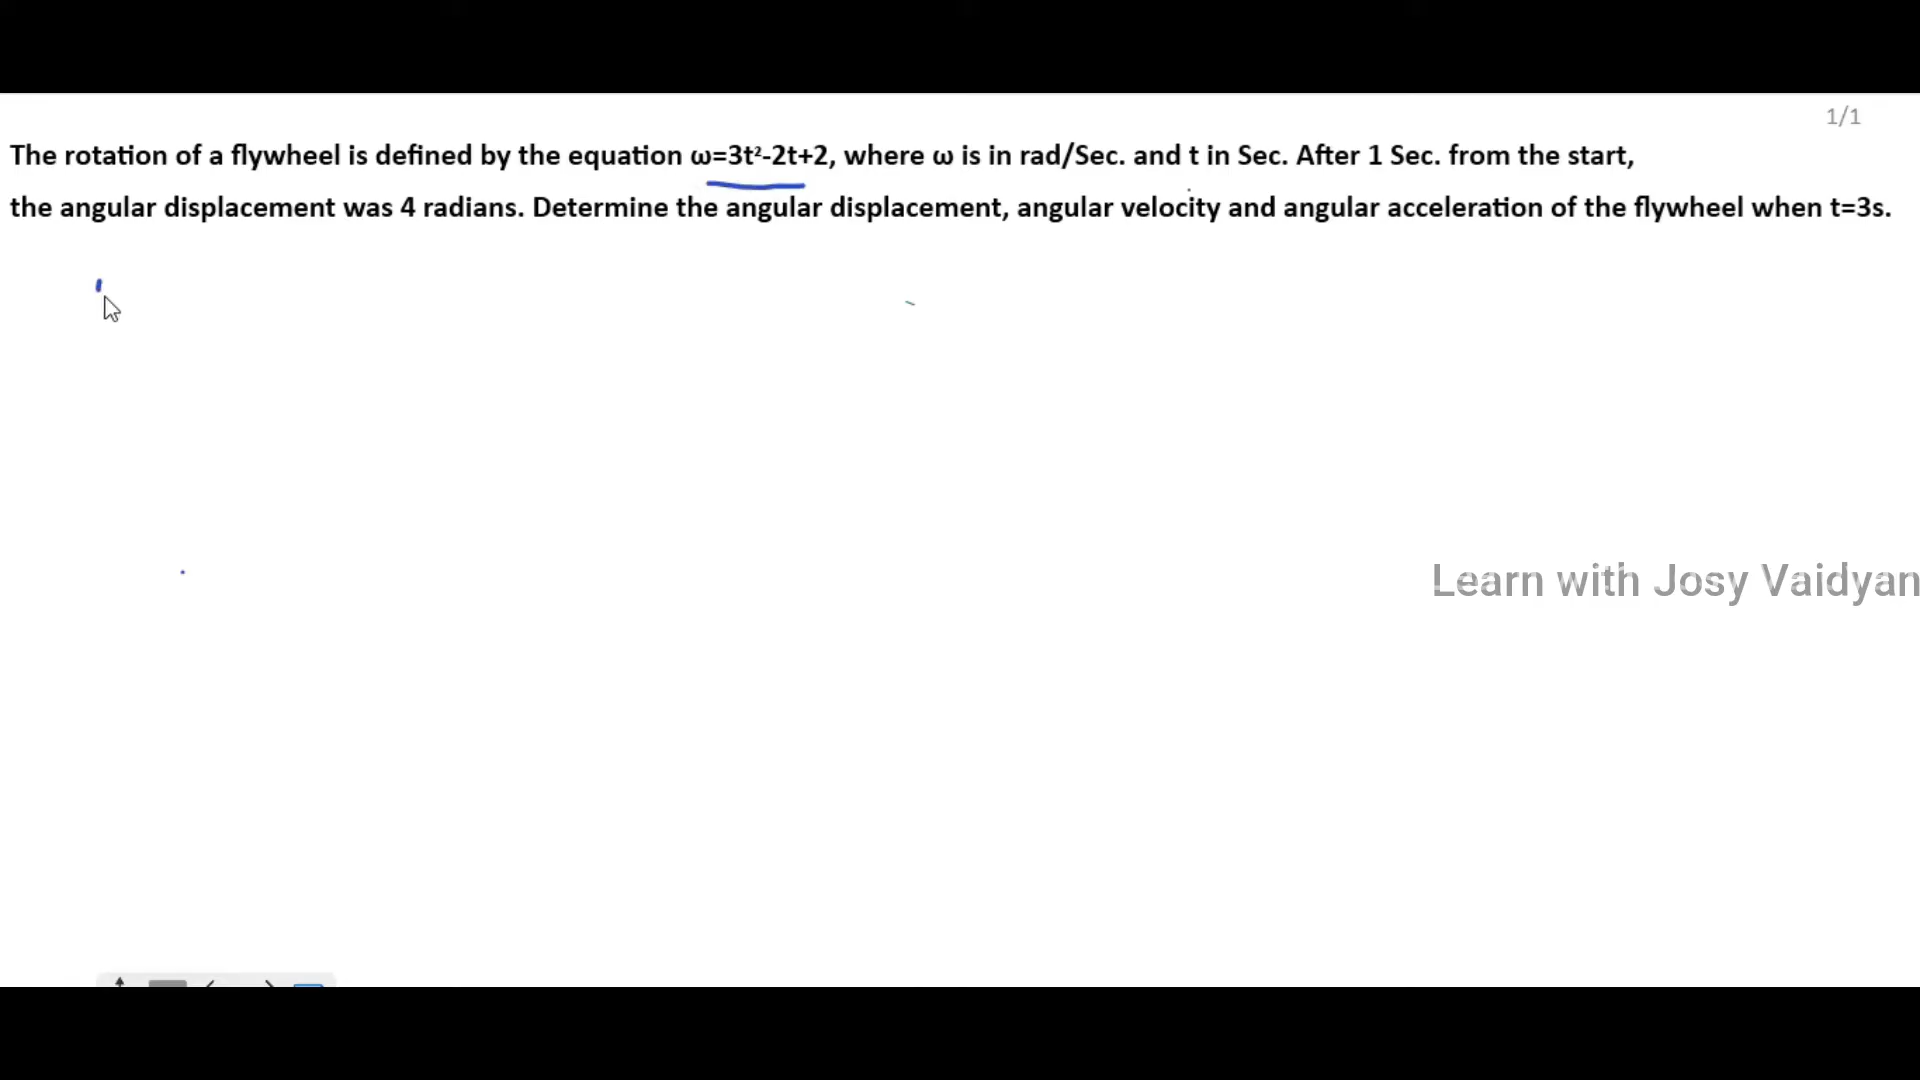 1/1
The rotation of a flywheel is defined by the equation ω=3t²-2t+2, where ω is in rad/Sec. and t in Sec. After 1 Sec. from the start,
the angular displacement was 4 radians. Determine the angular displacement, angular velocity and angular acceleration of the flywheel when t=3s.
Learn with Josy Vaidyan